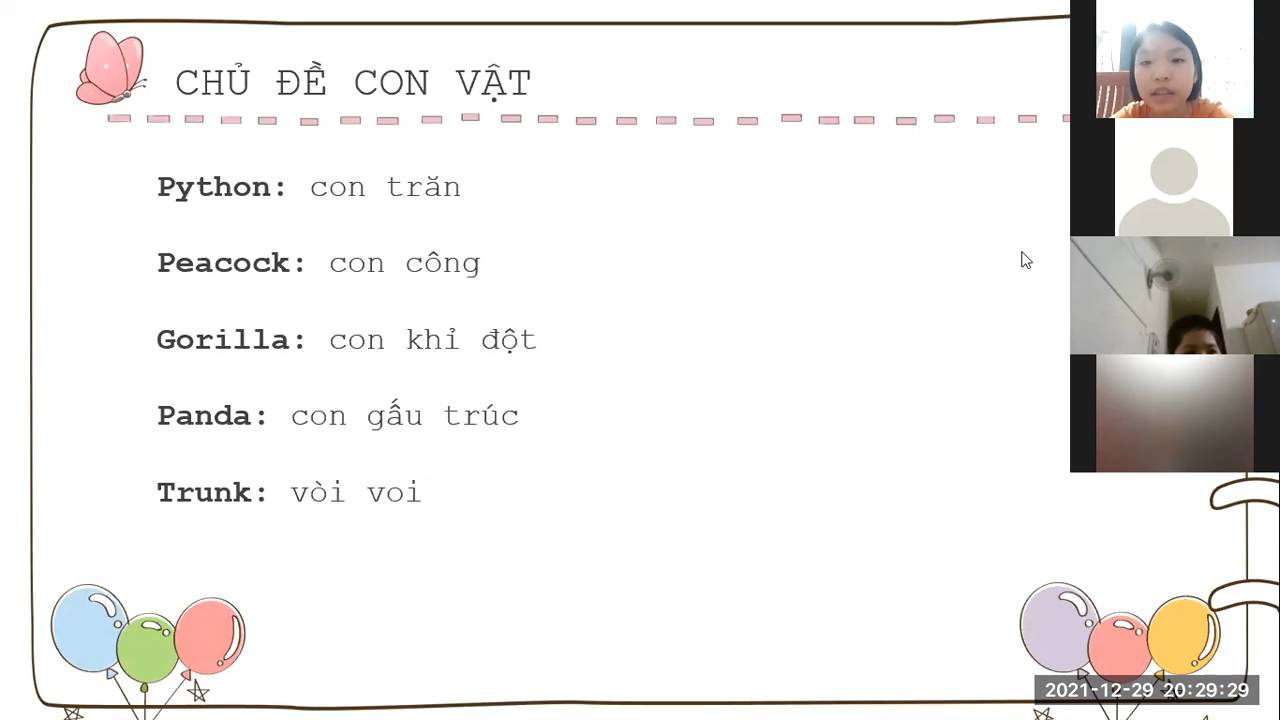 CHỦ ĐỀ CON VẬT
Python: con trăn
Peacock: con công
Gorilla: con khỉ đột
Panda: con gấu trúc
Trunk: vòi voi
2021-12-29 20:29:29